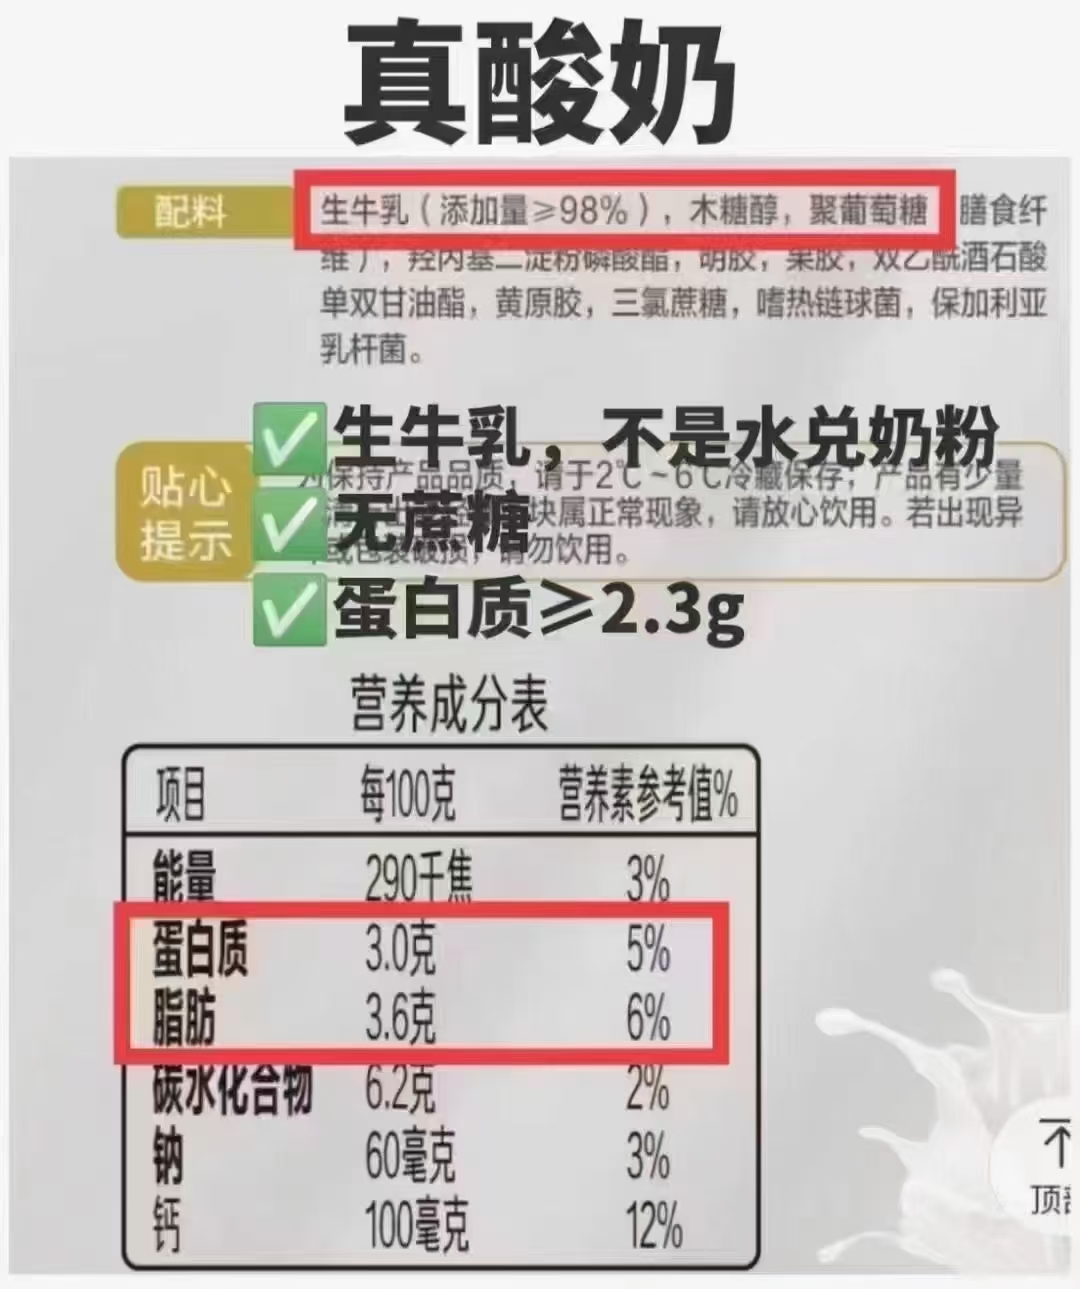 真酸奶
配料
生牛乳（添加量≥98%），木糖醇，聚葡萄糖 膳食纤
维），羟丙基二淀粉磷酸酯，明胶，果胶，双乙酰酒石酸
单双甘油酯，黄原胶，三氯蔗糖，嗜热链球菌，保加利亚
乳杆菌。
✅生牛乳，不是水兑奶粉
贴心
提示
为保持产品品质，请于2℃~6℃冷藏保存；产品有少量
块属正常现象，请放心饮用。若出现异
或包装破损，请勿饮用。
✅无蔗糖
✅蛋白质≥2.3g
营养成分表
项目 每100克 营养素参考值%
能量 290千焦 3%
蛋白质 3.0克 5%
脂肪 3.6克 6%
碳水化合物 6.2克 2%
钠 60毫克 3%
钙 100毫克 12%
顶部